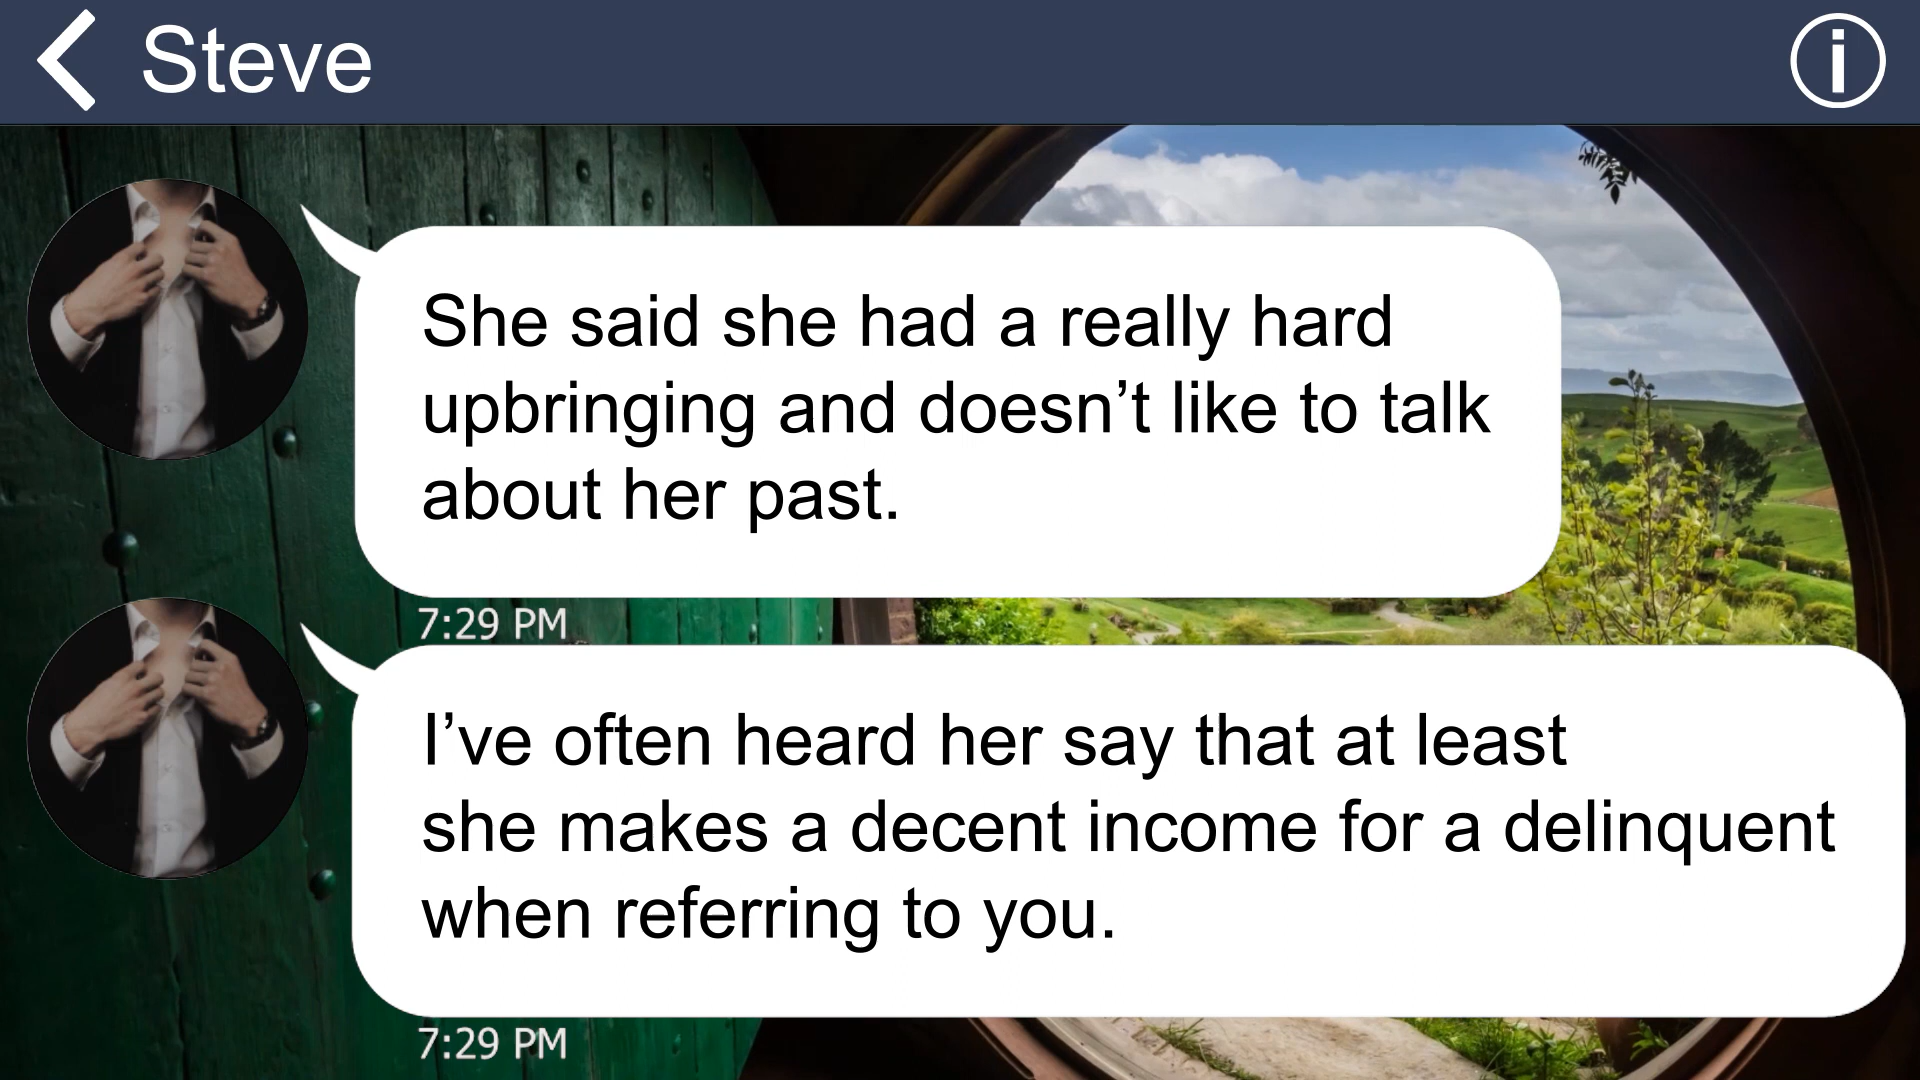 Steve
She said she had a really hard
upbringing and doesn’t like to talk
about her past.
7:29 PM
I’ve often heard her say that at least
she makes a decent income for a delinquent
when referring to you.
7:29 PM